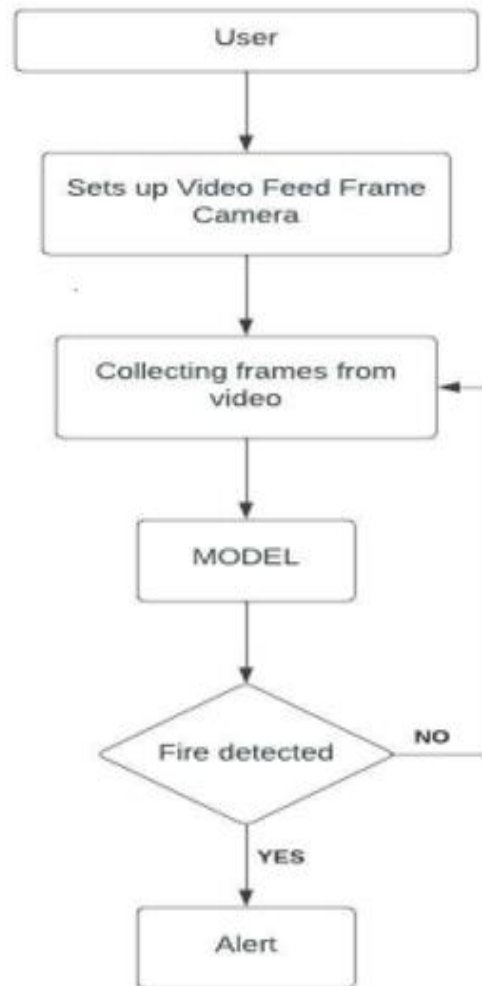 User
Sets up Video Feed Frame
Camera
Collecting frames from
video
MODEL
Fire detected
NO
YES
Alert